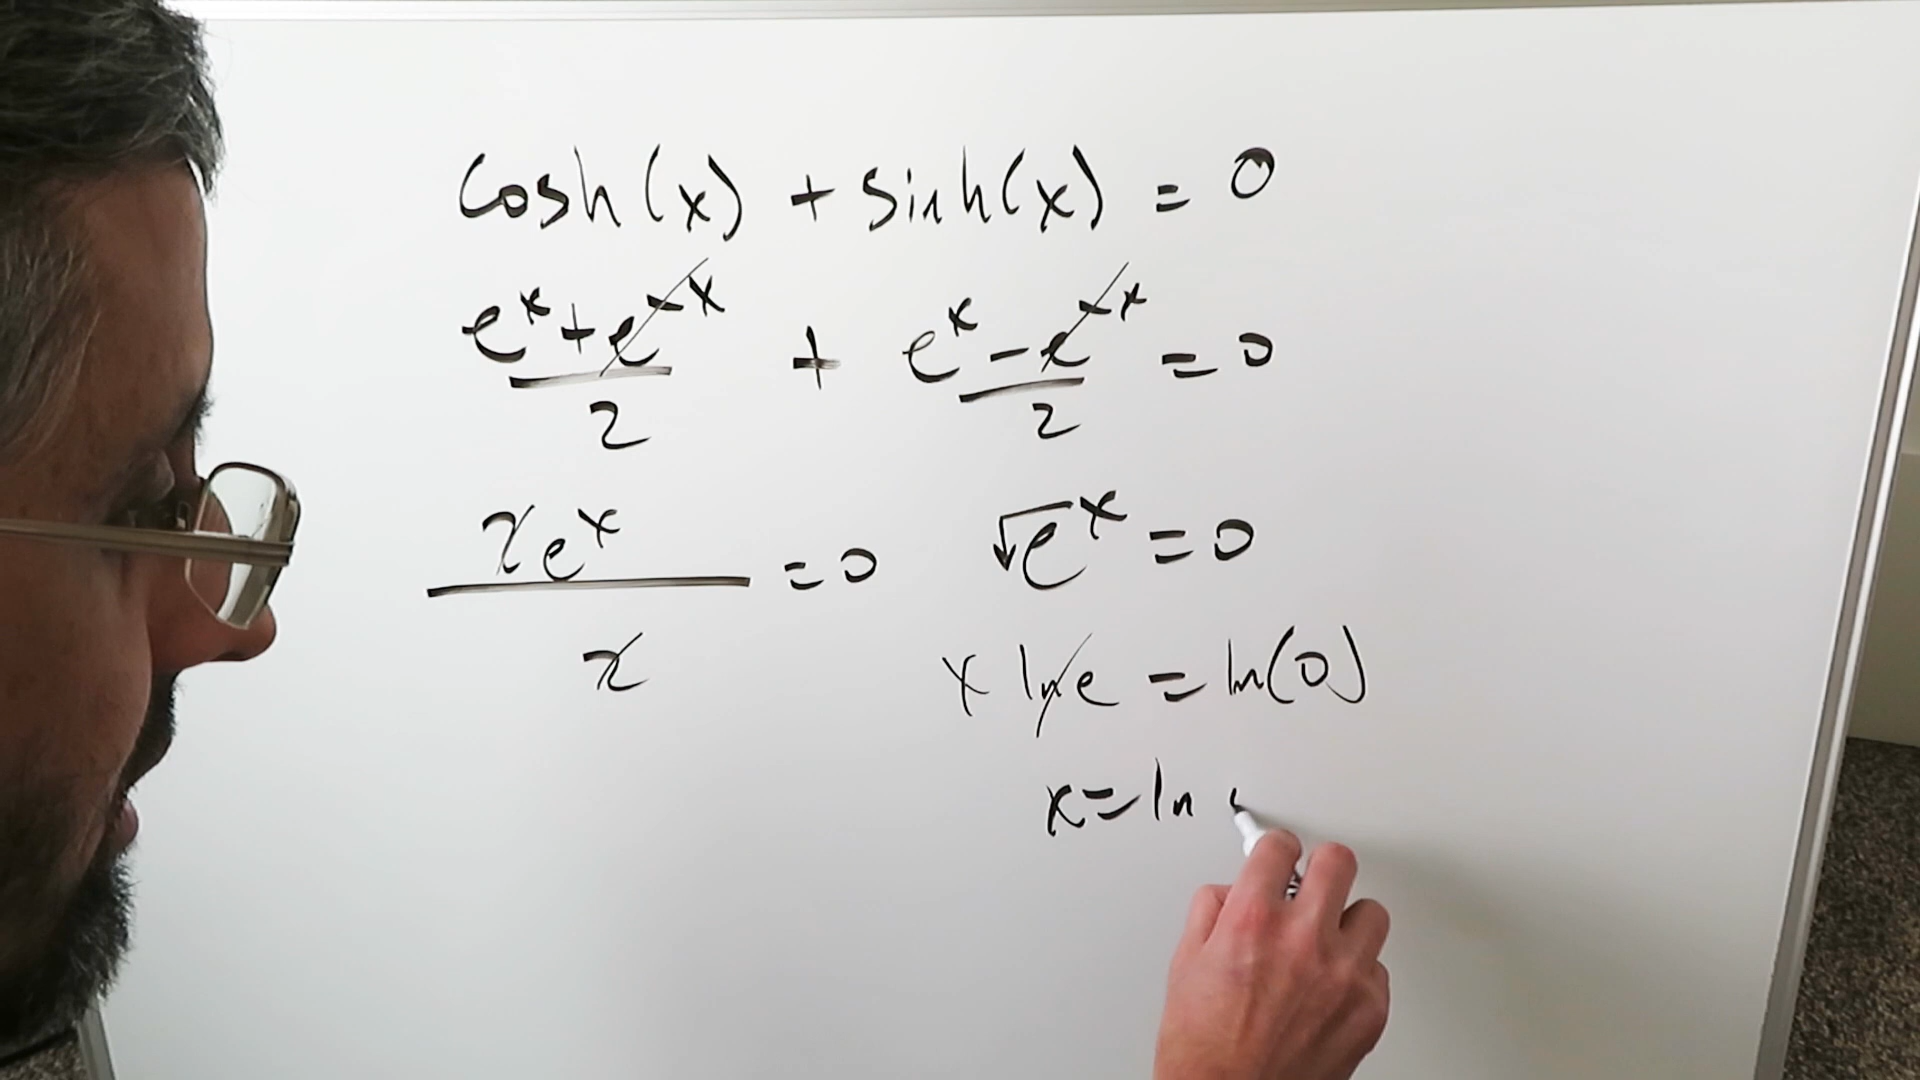 cosh(x) + sinh(x) = 0
e^x + e^-x / 2 + e^x - e^-x / 2 = 0
2e^x / 2 = 0
e^x = 0
x ln e = ln(0)
x = ln